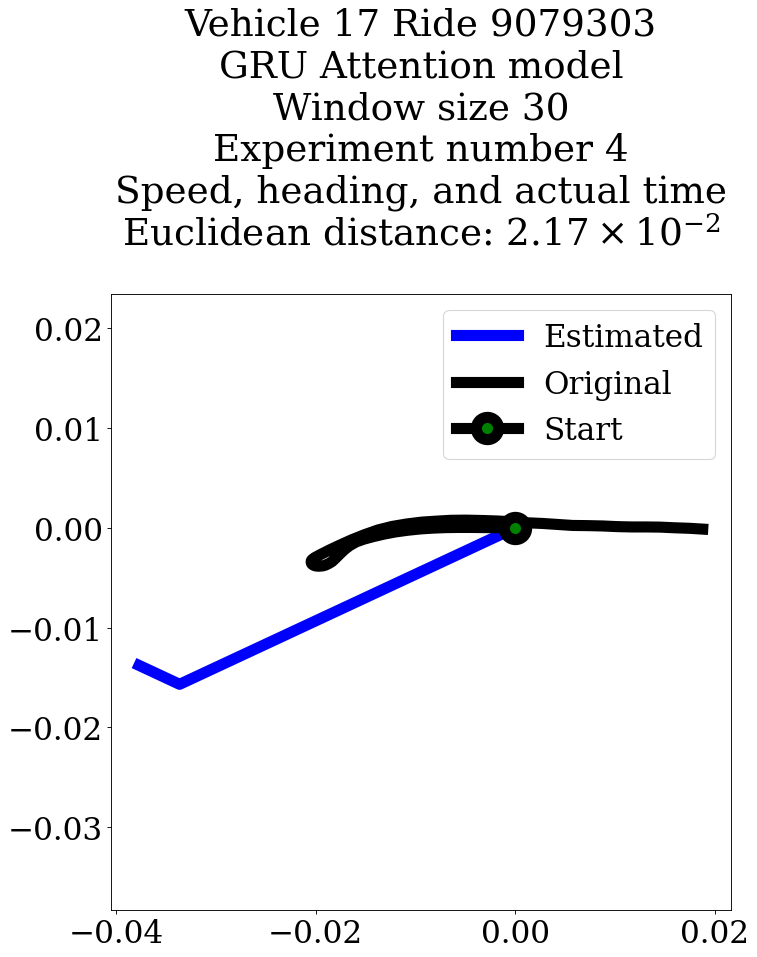 Vehicle 17 Ride 9079303
GRU Attention model
Window size 30
Experiment number 4
Speed, heading, and actual time
Euclidean distance: 2.17 × 10⁻²
Estimated
Original
Start
0.02
0.01
0.00
−0.01
−0.02
−0.03
−0.04
−0.02
0.00
0.02